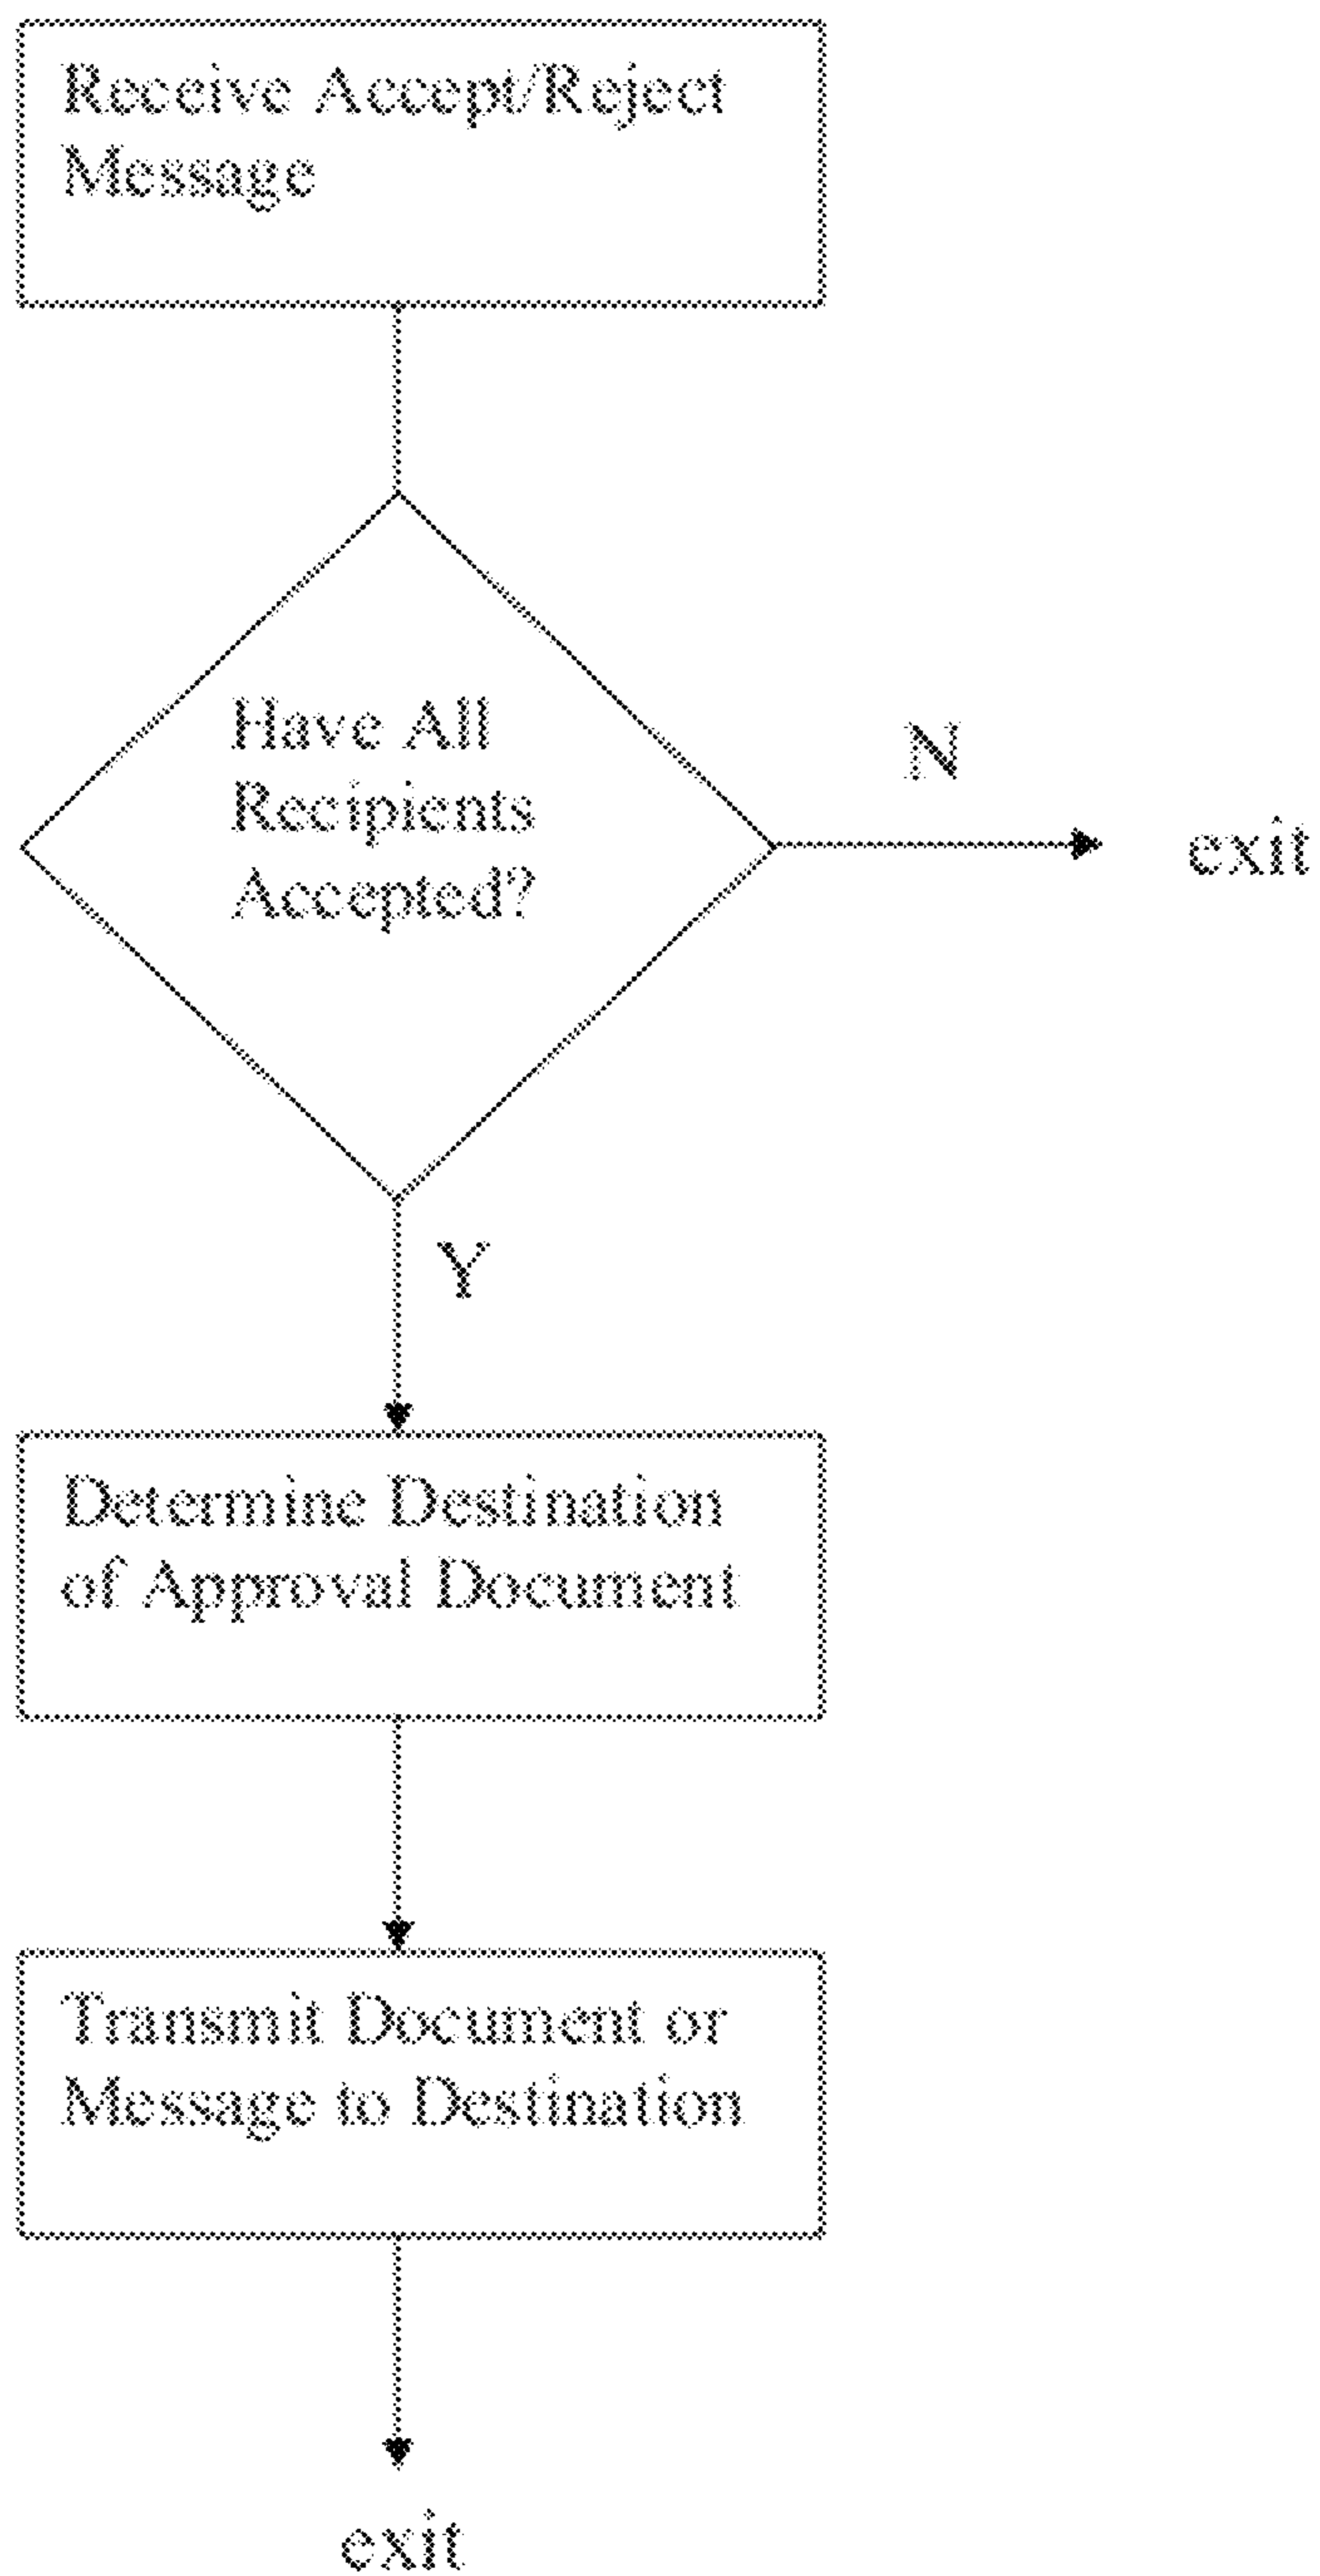 Receive Accept/Reject
Message
Have All
Recipients
Accepted?
N
exit
Y
Determine Destination
of Approval Document
Transmit Document or
Message to Destination
exit